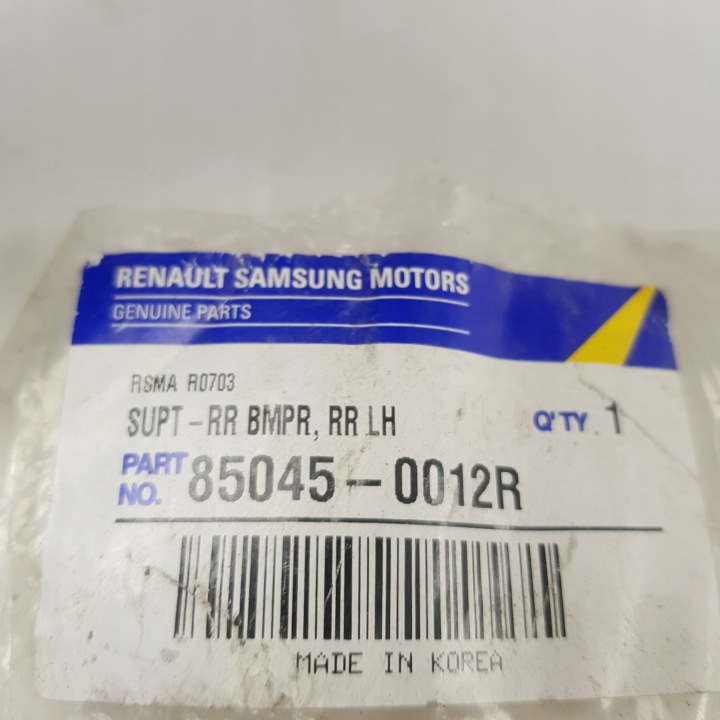 RENAULT SAMSUNG MOTORS
GENUINE PARTS
RSMA R0703
SUPT-RR BMPR, RR LH Q'TY. 1
PART NO. 85045-0012R
MADE IN KOREA